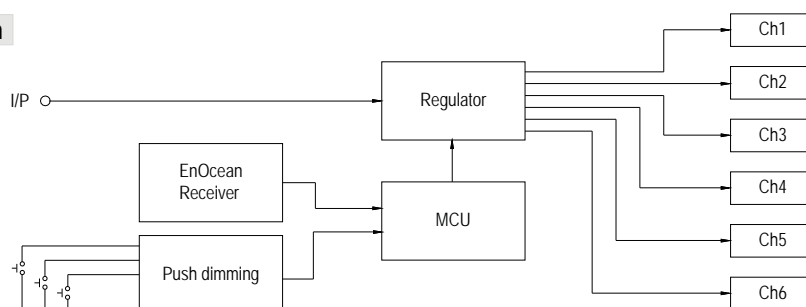 Ch1
Ch2
I/P
Regulator
Ch3
EnOcean
Receiver
Ch4
MCU
Ch5
Push dimming
Ch6